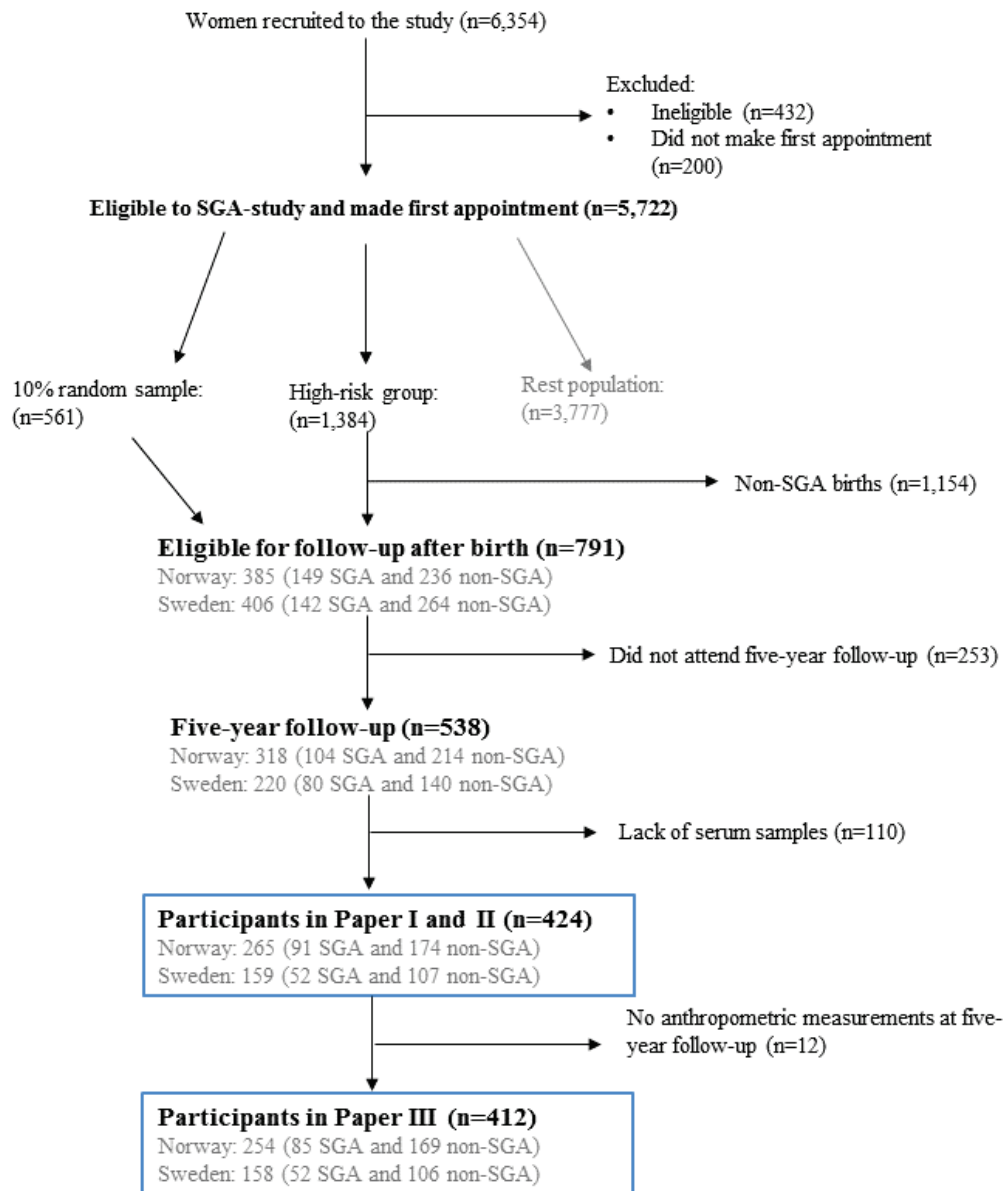 Women recruited to the study (n=6,354)
Excluded:
• Ineligible (n=432)
• Did not make first appointment
(n=200)
Eligible to SGA-study and made first appointment (n=5,722)
10% random sample:
(n=561)
High-risk group:
(n=1,384)
Rest population:
(n=3,777)
Non-SGA births (n=1,154)
Eligible for follow-up after birth (n=791)
Norway: 385 (149 SGA and 236 non-SGA)
Sweden: 406 (142 SGA and 264 non-SGA)
Did not attend five-year follow-up (n=253)
Five-year follow-up (n=538)
Norway: 318 (104 SGA and 214 non-SGA)
Sweden: 220 (80 SGA and 140 non-SGA)
Lack of serum samples (n=110)
Participants in Paper I and II (n=424)
Norway: 265 (91 SGA and 174 non-SGA)
Sweden: 159 (52 SGA and 107 non-SGA)
No anthropometric measurements at five-
year follow-up (n=12)
Participants in Paper III (n=412)
Norway: 254 (85 SGA and 169 non-SGA)
Sweden: 158 (52 SGA and 106 non-SGA)